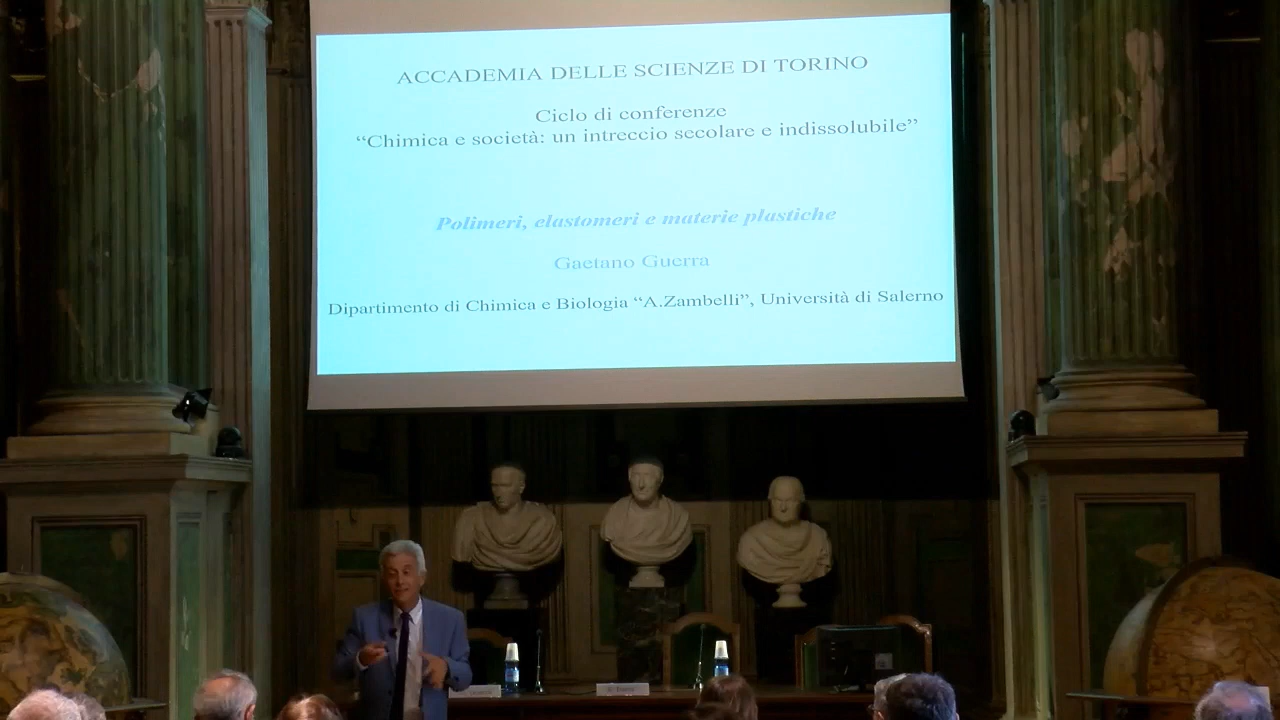 ACCADEMIA DELLE SCIENZE DI TORINO
Ciclo di conferenze
“Chimica e società: un intreccio secolare e indissolubile”
Polimeri, elastomeri e materie plastiche
Gaetano Guerra
Dipartimento di Chimica e Biologia “A.Zambelli”, Università di Salerno